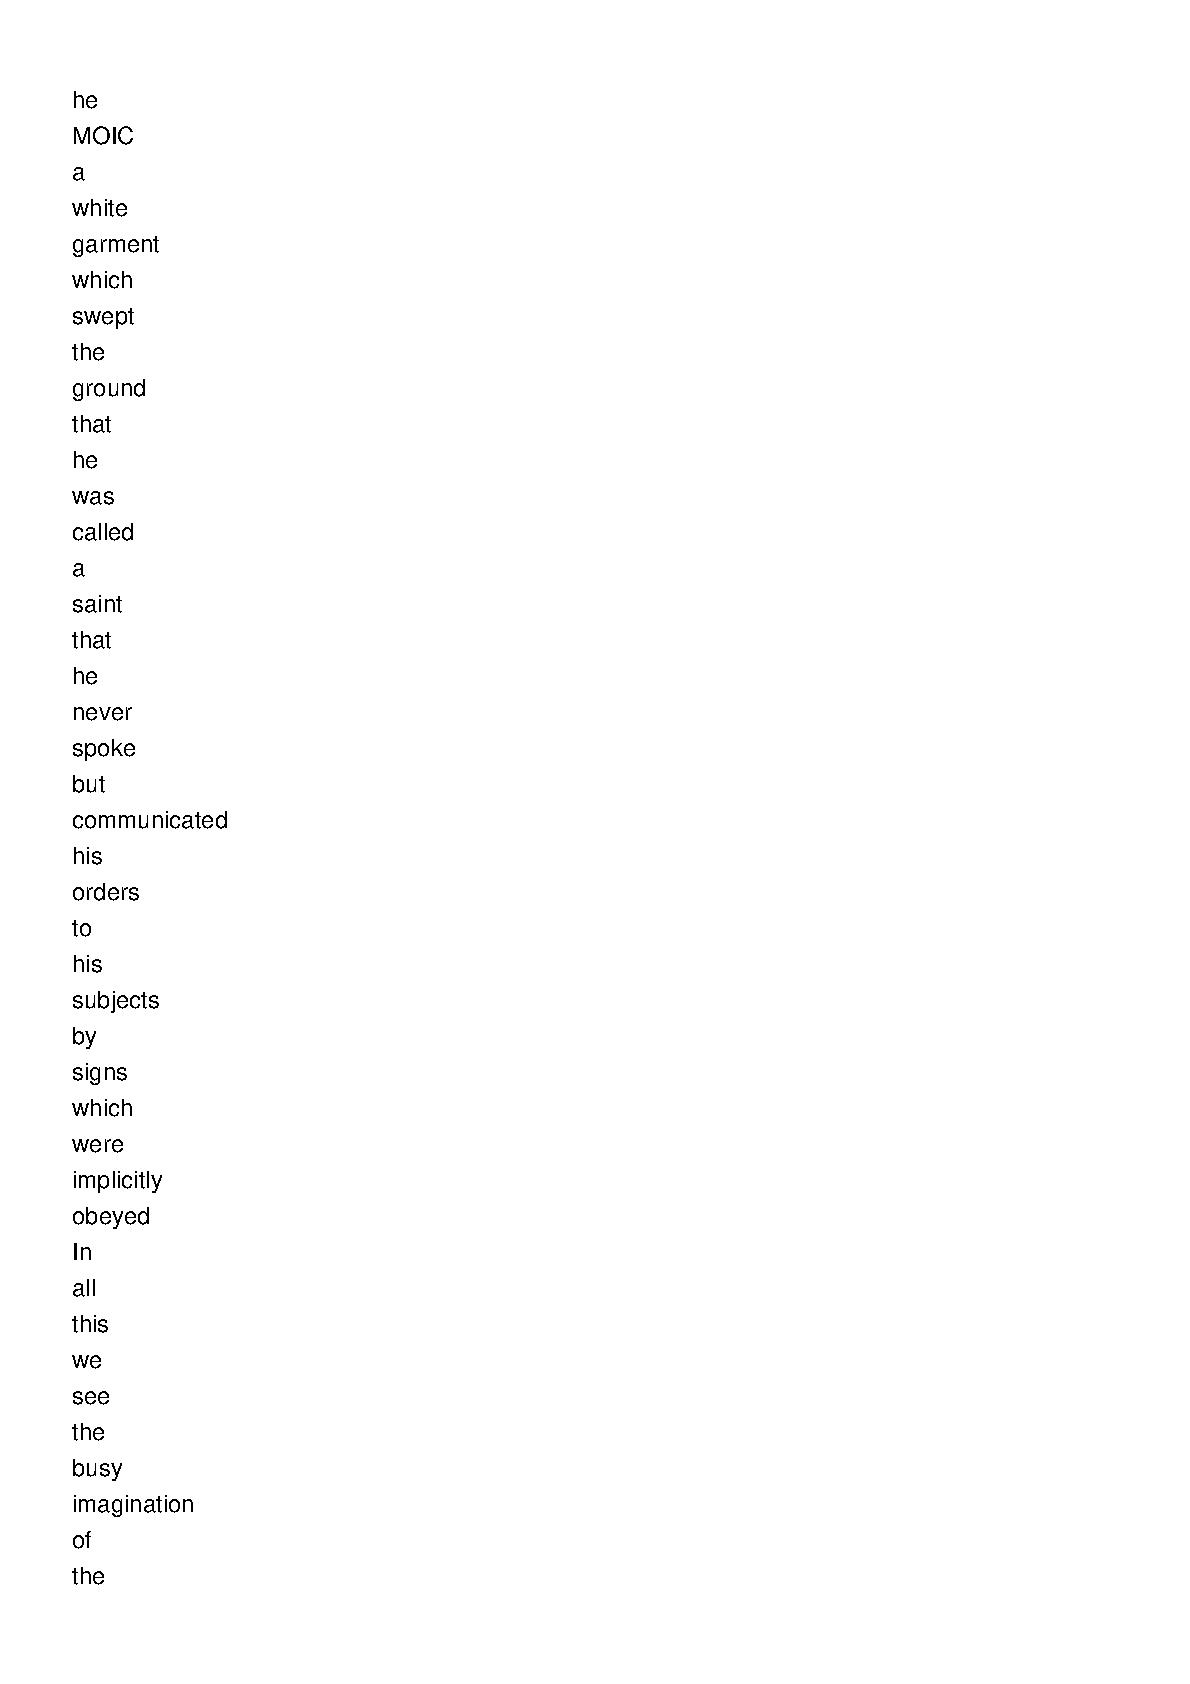 he
MOIC
a
white
garment
which
swept
the
ground
that
he
was
called
a
saint
that
he
never
spoke
but
communicated
his
orders
to
his
subjects
by
signs
which
were
implicitly
obeyed
In
all
this
we
see
the
busy
imagination
of
the